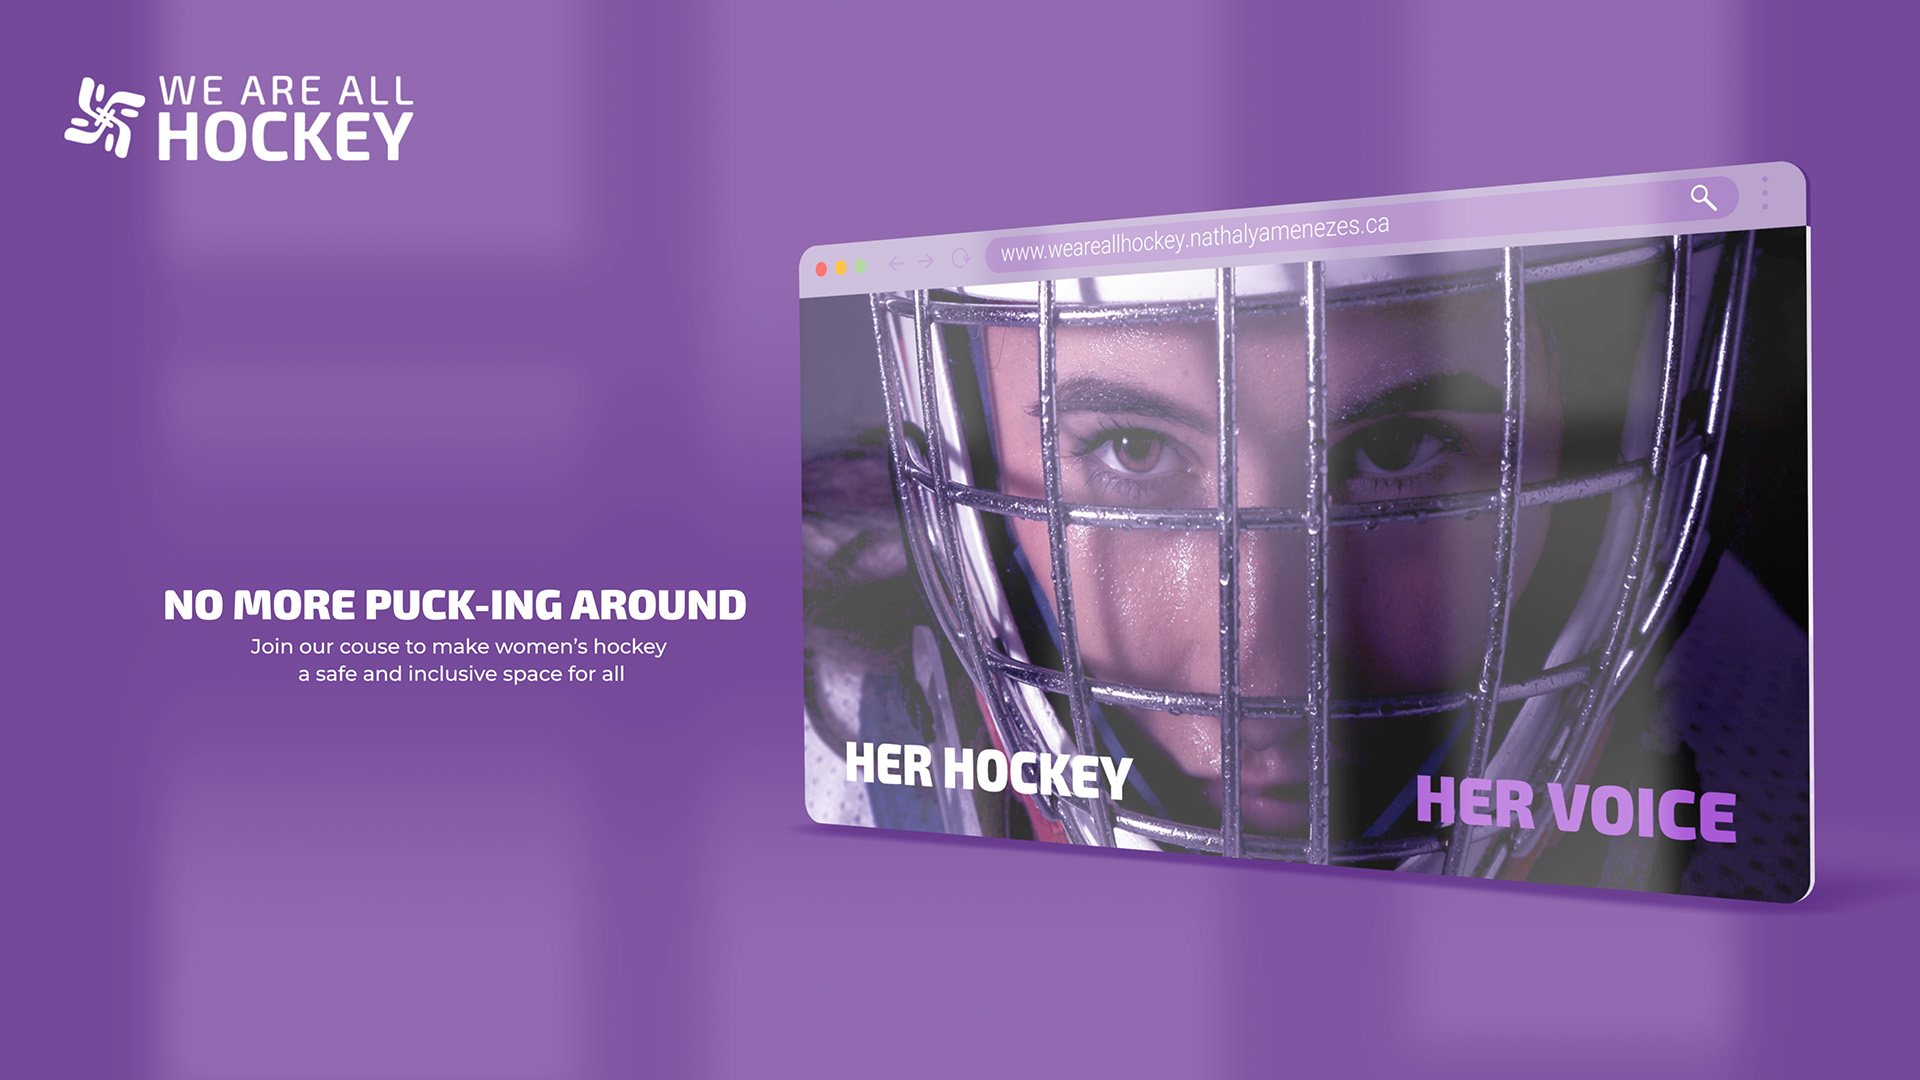 WE ARE ALL
HOCKEY
www.weareallhockey.nathalyamenezes.ca
NO MORE PUCK-ING AROUND
Join our couse to make women's hockey
a safe and inclusive space for all
HER HOCKEY
HER VOICE